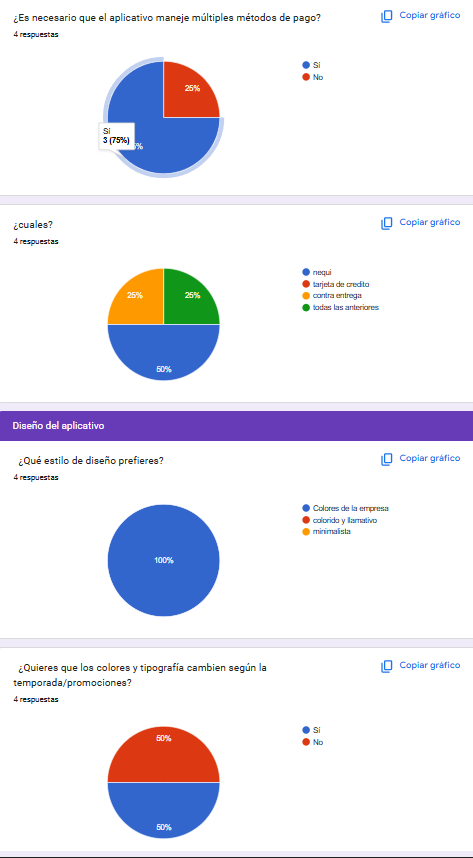 ¿Es necesario que el aplicativo maneje múltiples métodos de pago?
Copiar gráfico
4 respuestas
Sí
No
25%
Sí
3 (75%)
%
¿cuales?
Copiar gráfico
4 respuestas
nequi
tarjeta de credito
contra entrega
todas las anteriores
25%
25%
50%
Diseño del aplicativo
¿Qué estilo de diseño prefieres?
Copiar gráfico
4 respuestas
Colores de la empresa
colorido y llamativo
minimalista
100%
¿Quieres que los colores y tipografía cambien según la
temporada/promociones?
Copiar gráfico
4 respuestas
Sí
No
50%
50%